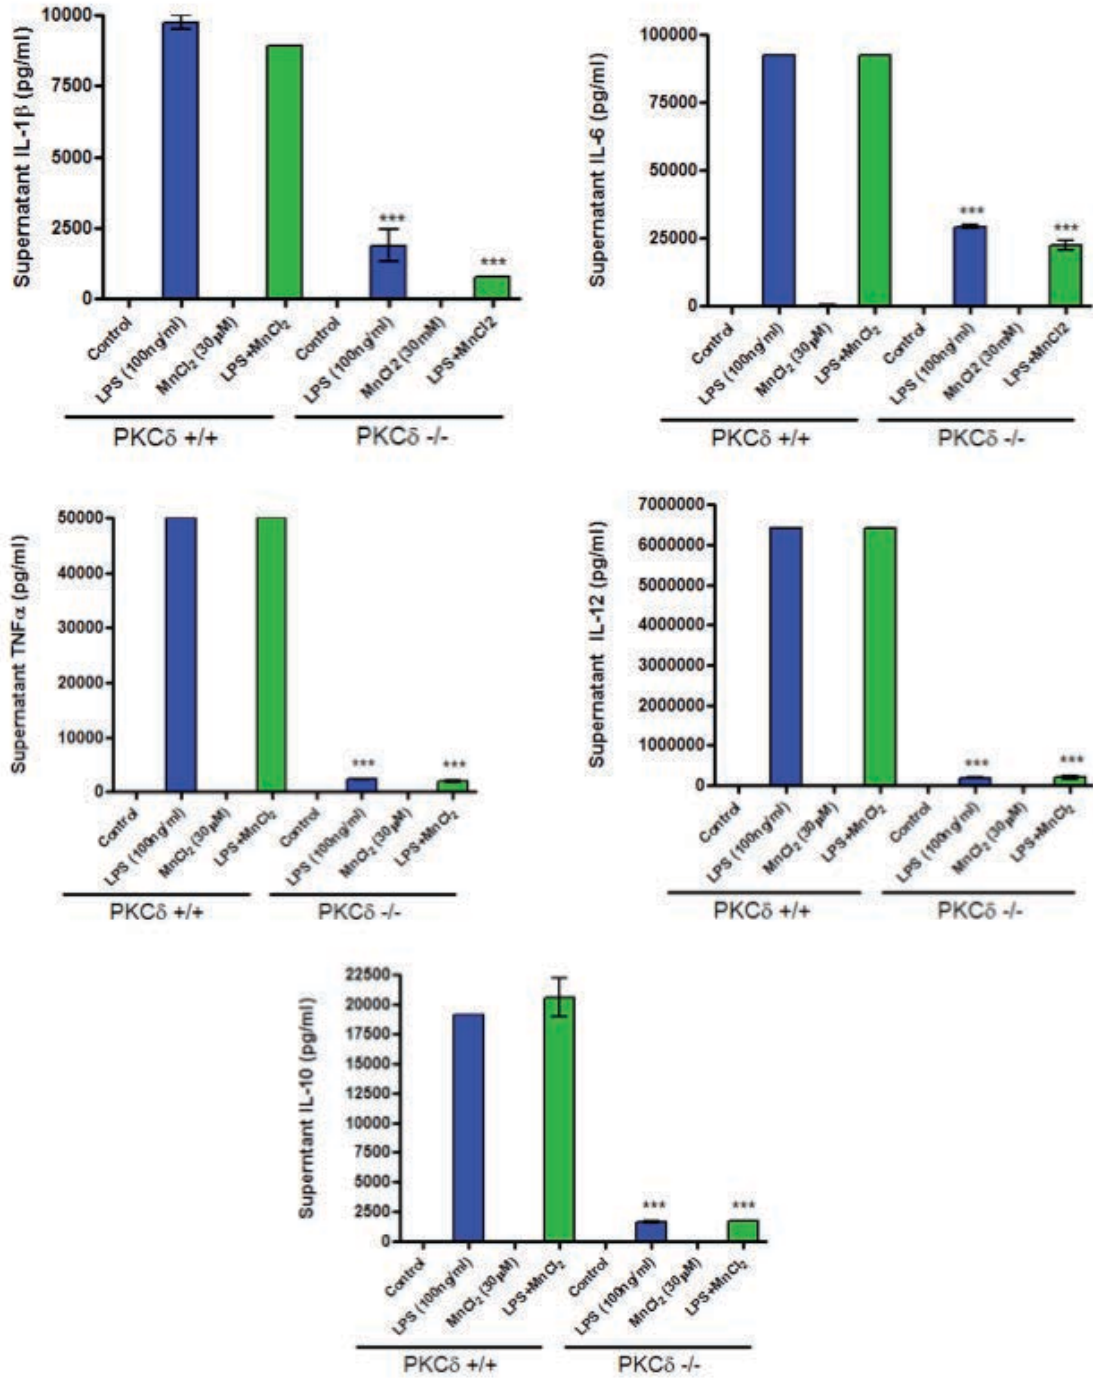 Supernatant IL-1β (pg/ml)
10000
7500
5000
2500
0
***
***
Control
LPS (100ng/ml)
MnCl₂ (30µM)
LPS+MnCl₂
Control
LPS (100ng/ml)
MnCl2 (30mM)
LPS+MnCl2
PKCδ +/+
PKCδ -/-
Supernatant IL-6 (pg/ml)
100000
75000
50000
25000
0
***
***
Control
LPS (100ng/ml)
MnCl₂ (30µM)
LPS+MnCl₂
Control
LPS (100ng/ml)
MnCl2 (30mM)
LPS+MnCl2
PKCδ +/+
PKCδ -/-
Supernatant TNFα (pg/ml)
50000
40000
30000
20000
10000
0
***
***
Control
LPS (100ng/ml)
MnCl₂ (30µM)
LPS+MnCl₂
Control
LPS (100ng/ml)
MnCl₂ (30µM)
LPS+MnCl₂
PKCδ +/+
PKCδ -/-
Supernatant IL-12 (pg/ml)
7000000
6000000
5000000
4000000
3000000
2000000
1000000
0
***
***
Control
LPS (100ng/ml)
MnCl₂ (30µM)
LPS+MnCl₂
Control
LPS (100ng/ml)
MnCl₂ (30µM)
LPS+MnCl₂
PKCδ +/+
PKCδ -/-
Superntant IL-10 (pg/ml)
22500
20000
17500
15000
12500
10000
7500
5000
2500
0
***
***
Control
LPS (100ng/ml)
MnCl₂ (30µM)
LPS+MnCl₂
Control
LPS (100ng/ml)
MnCl₂ (30µM)
LPS+MnCl₂
PKCδ +/+
PKCδ -/-